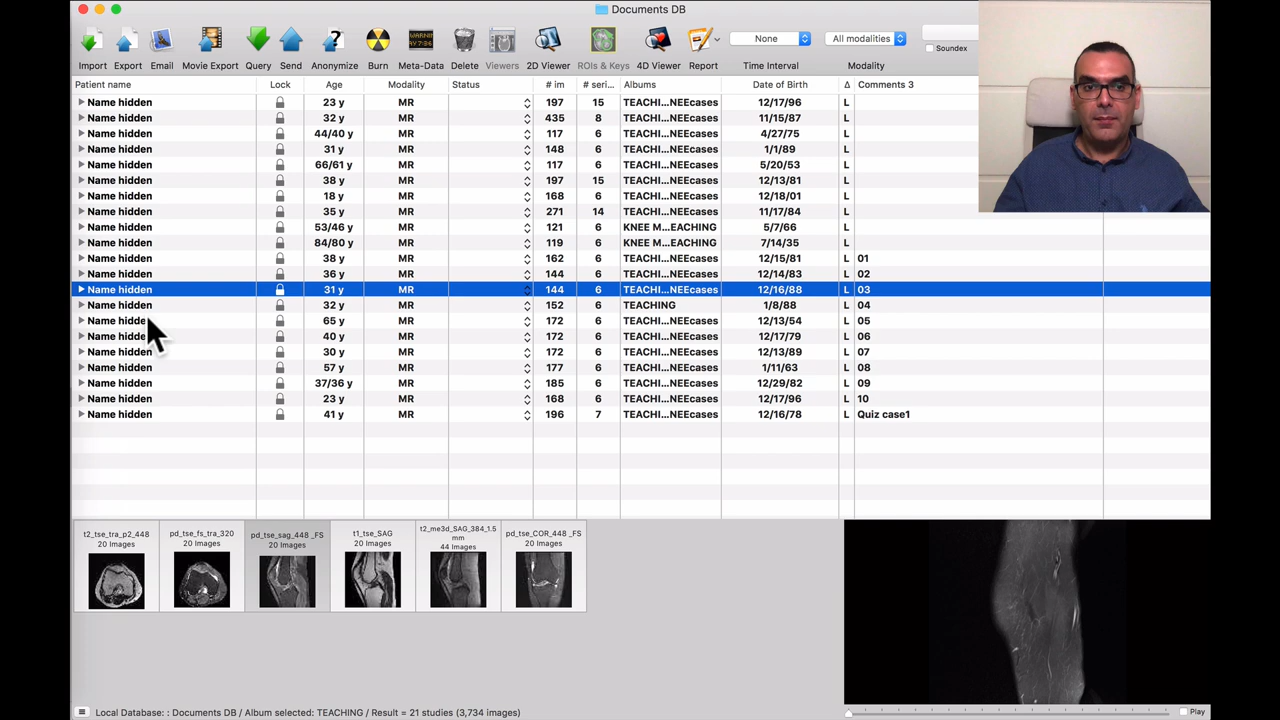 Documents DB
Import Export Email Movie Export Query Send Anonymize Burn Meta-Data Delete Viewers 2D Viewer ROIs & Keys 4D Viewer Report
None
Time Interval
All modalities
Modality
Soundex
Patient name Lock Age Modality Status # im # seri... Albums Date of Birth Δ Comments 3
Name hidden 23 y MR 197 15 TEACHI...NEEcases 12/17/96 L
Name hidden 32 y MR 435 8 TEACHI...NEEcases 11/15/87 L
Name hidden 44/40 y MR 117 6 TEACHI...NEEcases 4/27/75 L
Name hidden 31 y MR 148 6 TEACHI...NEEcases 1/1/89 L
Name hidden 66/61 y MR 117 6 TEACHI...NEEcases 5/20/53 L
Name hidden 38 y MR 197 15 TEACHI...NEEcases 12/13/81 L
Name hidden 18 y MR 168 6 TEACHI...NEEcases 12/18/01 L
Name hidden 35 y MR 271 14 TEACHI...NEEcases 11/17/84 L
Name hidden 53/46 y MR 121 6 KNEE M...EACHING 5/7/66 L
Name hidden 84/80 y MR 119 6 KNEE M...EACHING 7/14/35 L
Name hidden 38 y MR 162 6 TEACHI...NEEcases 12/15/81 L 01
Name hidden 36 y MR 144 6 TEACHI...NEEcases 12/14/83 L 02
Name hidden 31 y MR 144 6 TEACHI...NEEcases 12/16/88 L 03
Name hidden 32 y MR 152 6 TEACHING 1/8/88 L 04
Name hidden 65 y MR 172 6 TEACHI...NEEcases 12/13/54 L 05
Name hidden 40 y MR 172 6 TEACHI...NEEcases 12/17/79 L 06
Name hidden 30 y MR 172 6 TEACHI...NEEcases 12/13/89 L 07
Name hidden 57 y MR 177 6 TEACHI...NEEcases 1/11/63 L 08
Name hidden 37/36 y MR 185 6 TEACHI...NEEcases 12/29/82 L 09
Name hidden 23 y MR 168 6 TEACHI...NEEcases 12/17/96 L 10
Name hidden 41 y MR 196 7 TEACHI...NEEcases 12/16/78 L Quiz case1
t2_tse_tra_p2_448
20 Images
pd_tse_fs_tra_320
20 Images
pd_tse_sag_448 _FS
20 Images
t1_tse_SAG
20 Images
t2_me3d_SAG_384_1.5
mm
44 Images
pd_tse_COR_448 _FS
20 Images
Local Database: : Documents DB / Album selected: TEACHING / Result = 21 studies (3,734 images)
Play